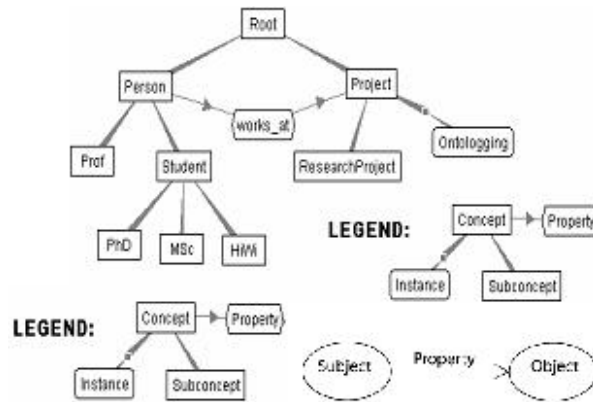 Root
Person
Project
works_at
Prof
Student
ResearchProject
Ontologging
PhD
MSc
HiWi
LEGEND:
Concept
Property
Instance
Subconcept
LEGEND:
Concept
Property
Instance
Subconcept
Subject
Property
Object